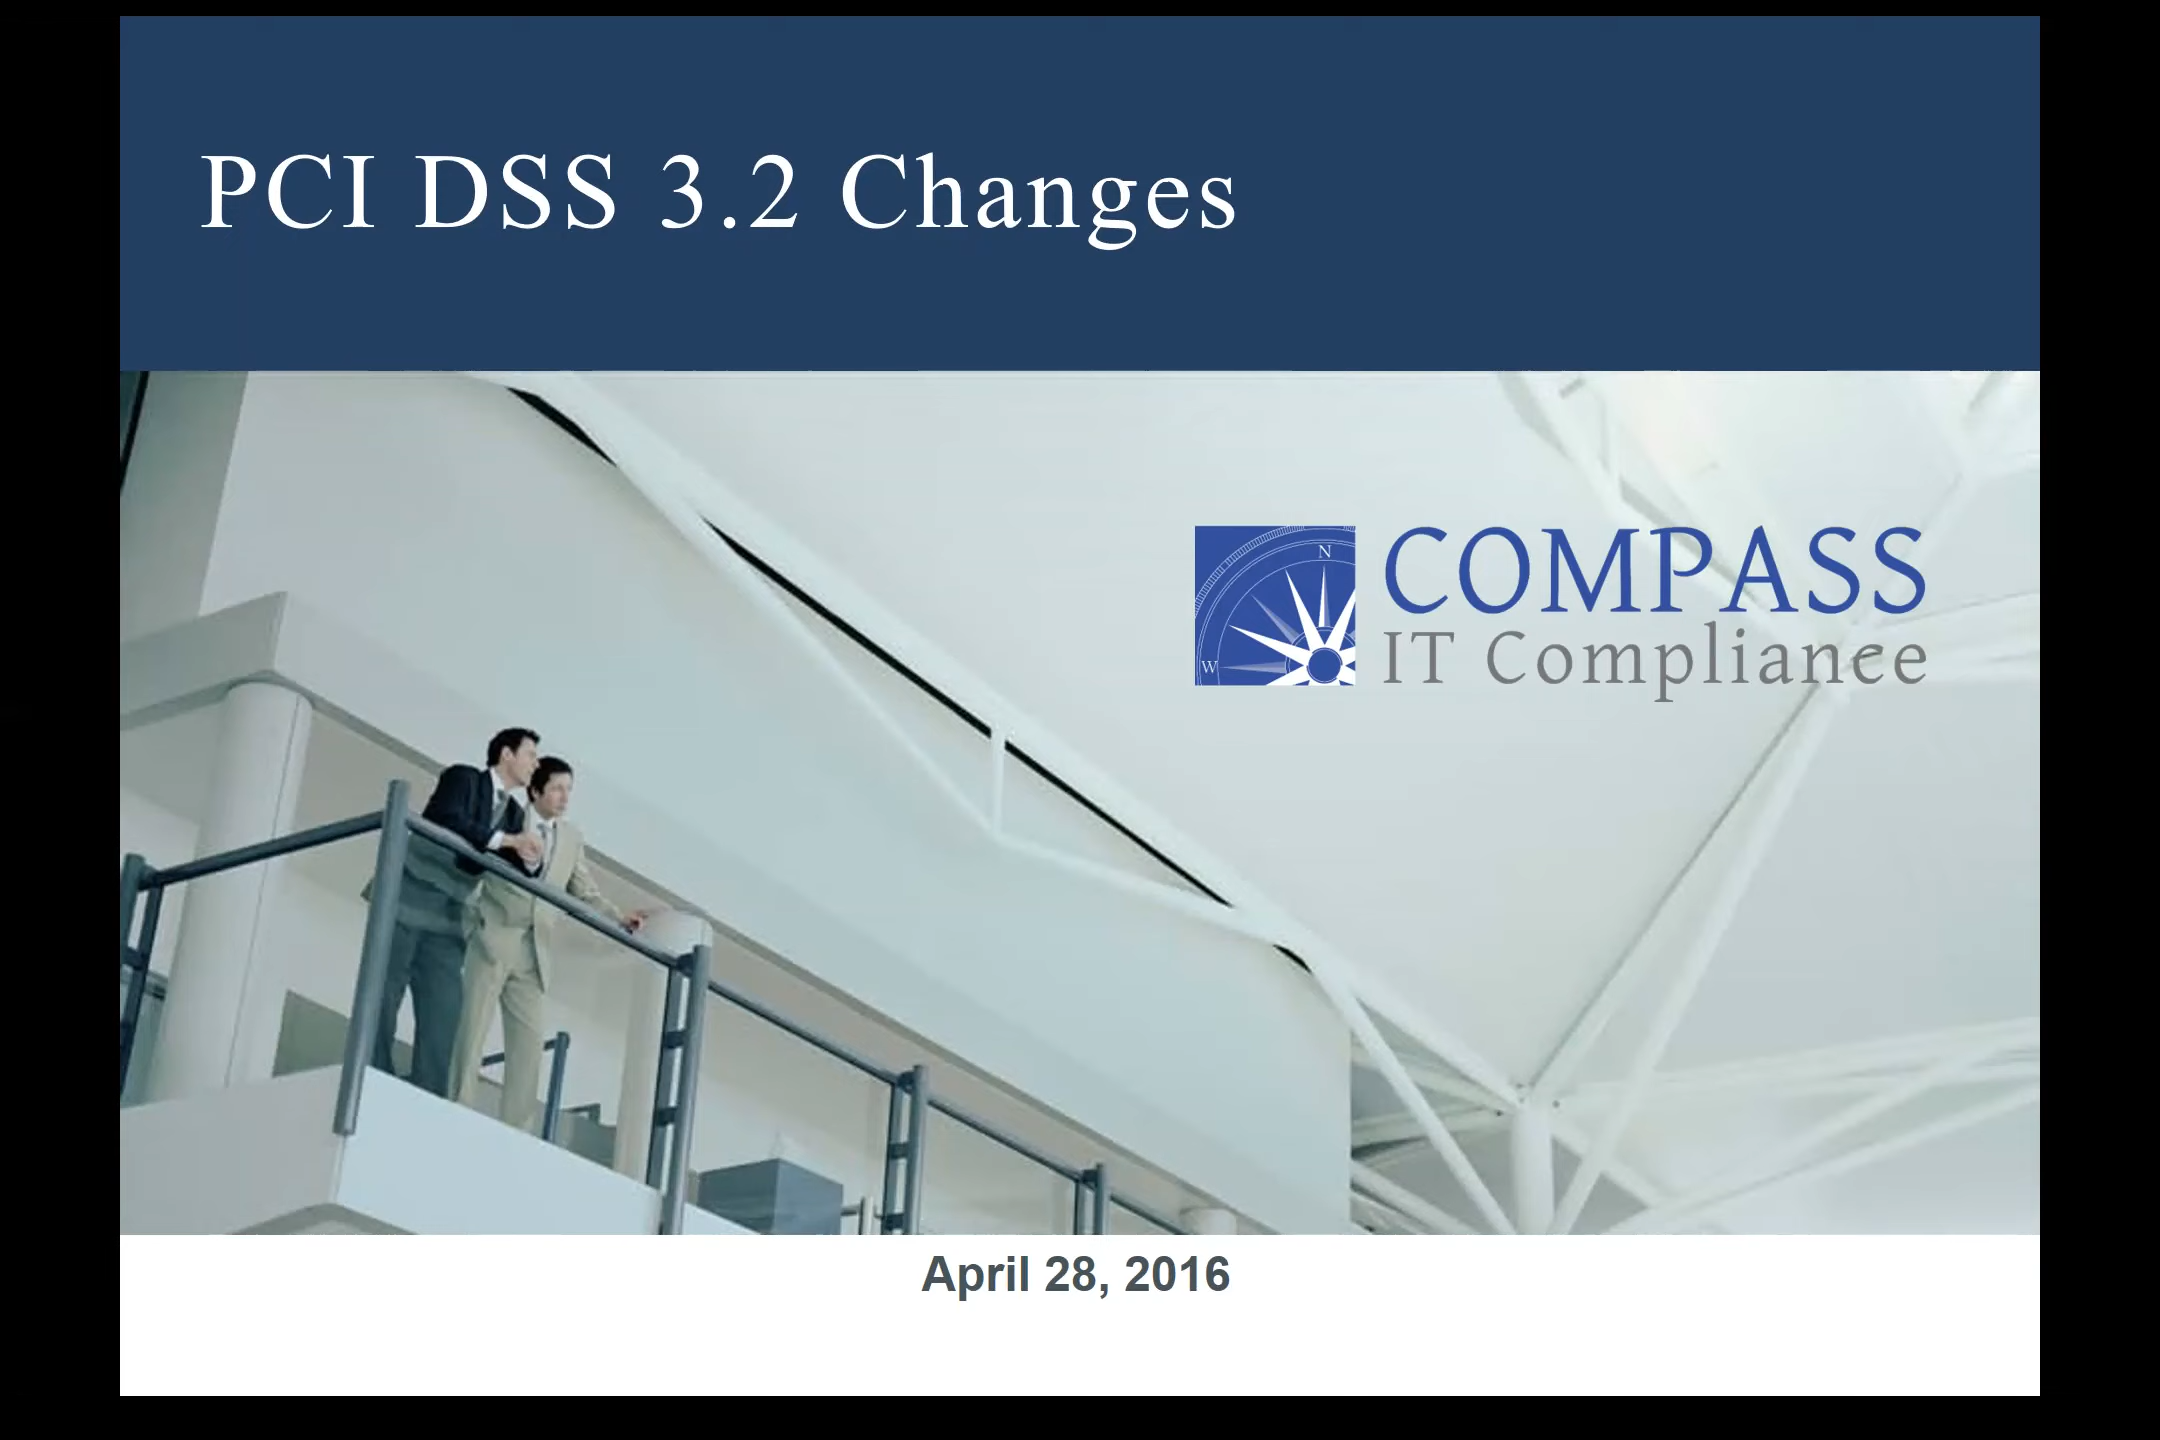 PCI DSS 3.2 Changes
N
W
COMPASS
IT Compliance
April 28, 2016